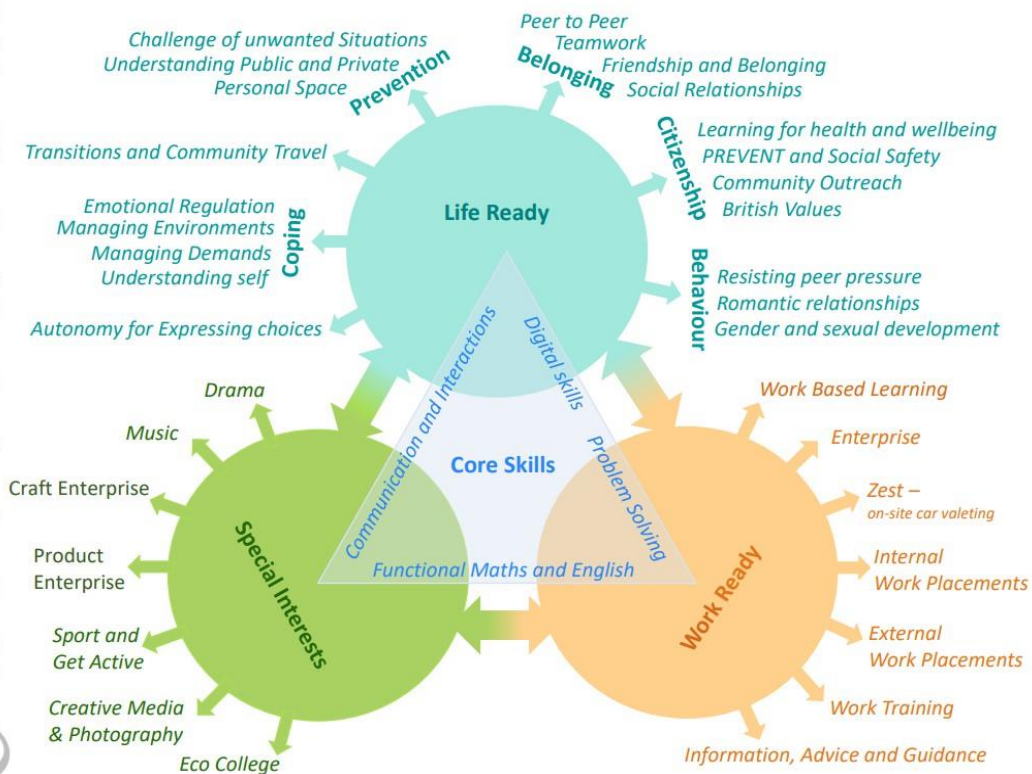 Challenge of unwanted Situations
Understanding Public and Private
Personal Space
Prevention
Peer to Peer
Teamwork
Belonging
Friendship and Belonging
Social Relationships
Citizenship
Learning for health and wellbeing
PREVENT and Social Safety
Community Outreach
British Values
Transitions and Community Travel
Emotional Regulation
Managing Environments
Managing Demands
Understanding self
Coping
Life Ready
Behaviour
Resisting peer pressure
Romantic relationships
Gender and sexual development
Autonomy for Expressing choices
Communication and Interactions
Digital skills
Problem Solving
Core Skills
Functional Maths and English
Drama
Music
Craft Enterprise
Product
Enterprise
Sport and
Get Active
Creative Media
& Photography
Eco College
Special Interests
Work Ready
Work Based Learning
Enterprise
Zest –
on-site car valeting
Internal
Work Placements
External
Work Placements
Work Training
Information, Advice and Guidance